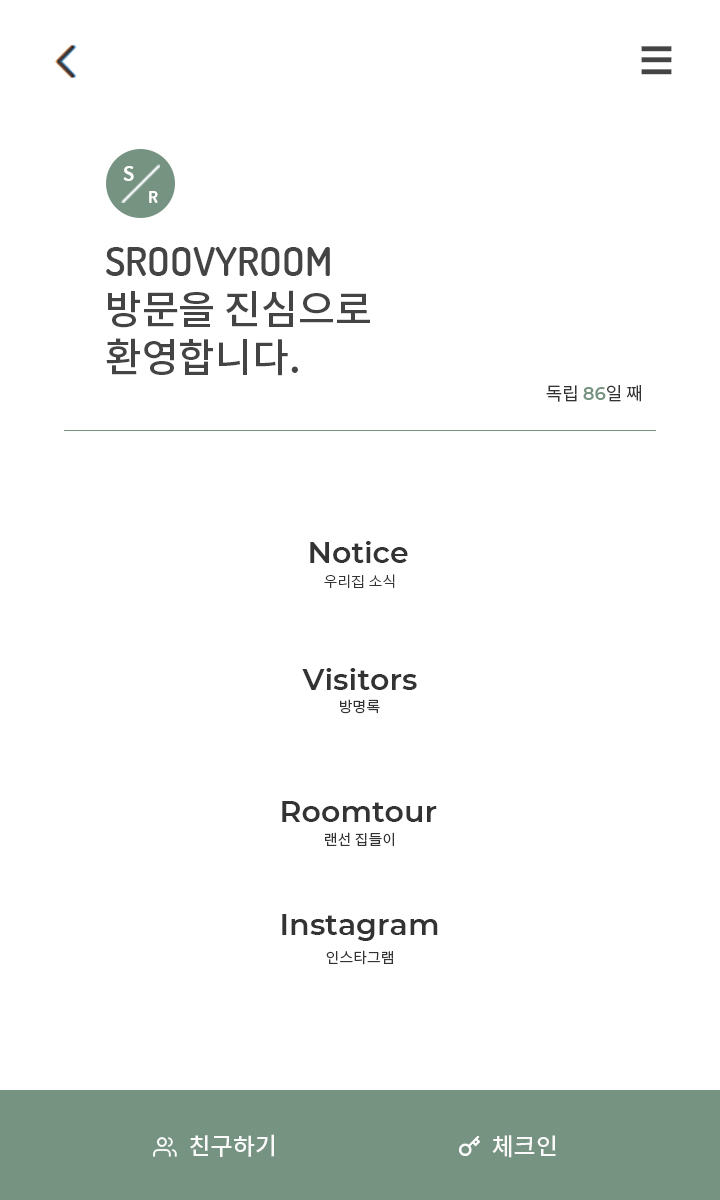 S
R
SROOVYROOM
방문을 진심으로
환영합니다.
독립 86일 째
Notice
우리집 소식
Visitors
방명록
Roomtour
랜선 집들이
Instagram
인스타그램
친구하기
체크인